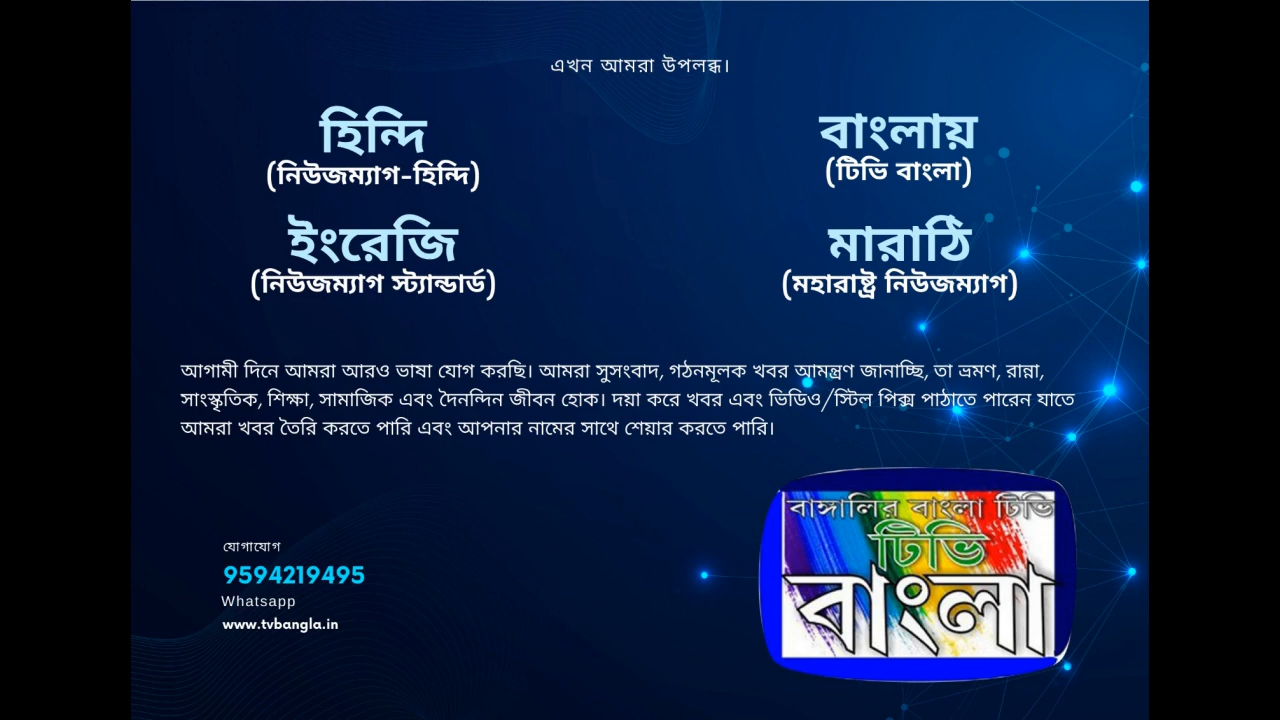 এখন আমরা উপলব্ধ।
হিন্দি
(নিউজম্যাগ-হিন্দি)
বাংলায়
(টিভি বাংলা)
ইংরেজি
(নিউজম্যাগ স্ট্যান্ডার্ড)
মারাঠি
(মহারাষ্ট্র নিউজম্যাগ)
আগামী দিনে আমরা আরও ভাষা যোগ করছি। আমরা সুসংবাদ, গঠনমূলক খবর আমন্ত্রণ জানাচ্ছি, তা ভ্রমণ, রান্না,
সাংস্কৃতিক, শিক্ষা, সামাজিক এবং দৈনন্দিন জীবন হোক। দয়া করে খবর এবং ভিডিও/স্টিল পিক্স পাঠাতে পারেন যাতে
আমরা খবর তৈরি করতে পারি এবং আপনার নামের সাথে শেয়ার করতে পারি।
যোগাযোগ
9594219495
Whatsapp
www.tvbangla.in
বাঙ্গালির বাংলা টিভি
টিভি
বাংলা